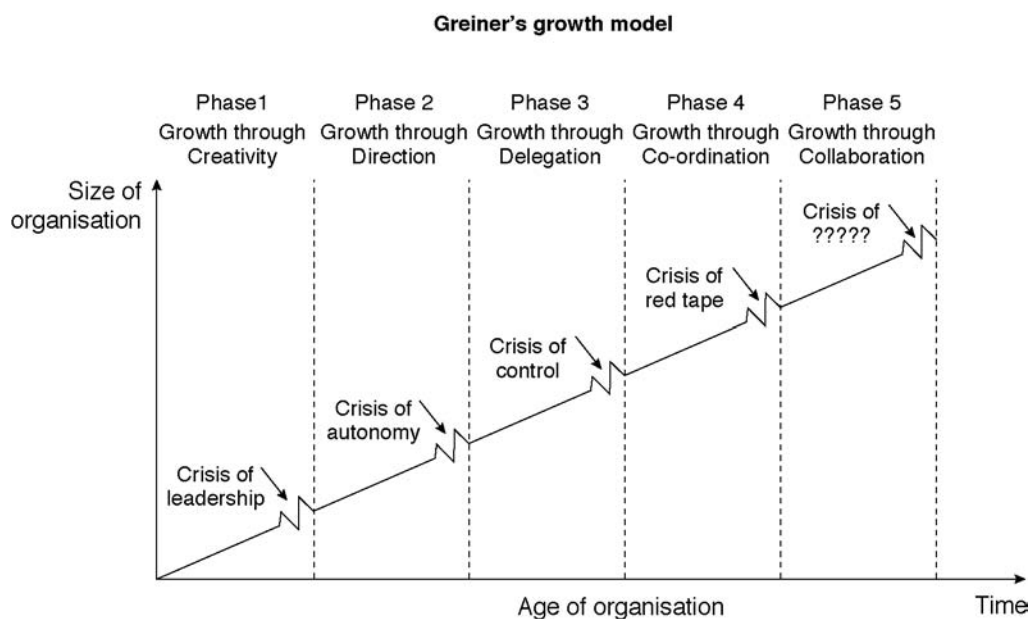 Greiner's growth model
Phase1
Growth through
Creativity
Phase 2
Growth through
Direction
Phase 3
Growth through
Delegation
Phase 4
Growth through
Co-ordination
Phase 5
Growth through
Collaboration
Size of
organisation
Crisis of
?????
Crisis of
red tape
Crisis of
control
Crisis of
autonomy
Crisis of
leadership
Age of organisation
Time